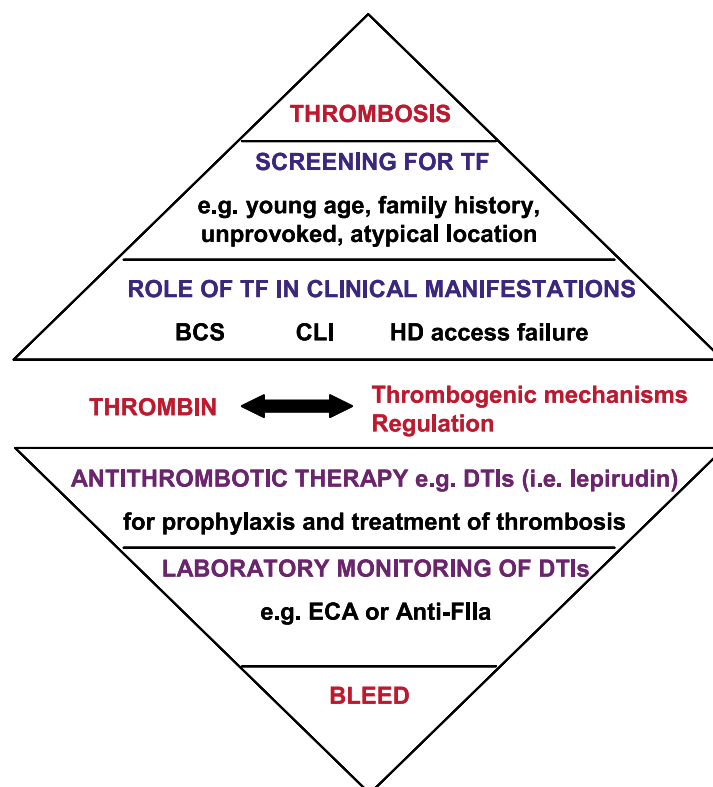 THROMBOSIS
SCREENING FOR TF
e.g. young age, family history,
unprovoked, atypical location
ROLE OF TF IN CLINICAL MANIFESTATIONS
BCS CLI HD access failure
THROMBIN
Thrombogenic mechanisms
Regulation
ANTITHROMBOTIC THERAPY e.g. DTIs (i.e. lepirudin)
for prophylaxis and treatment of thrombosis
LABORATORY MONITORING OF DTIs
e.g. ECA or Anti-FIIa
BLEED